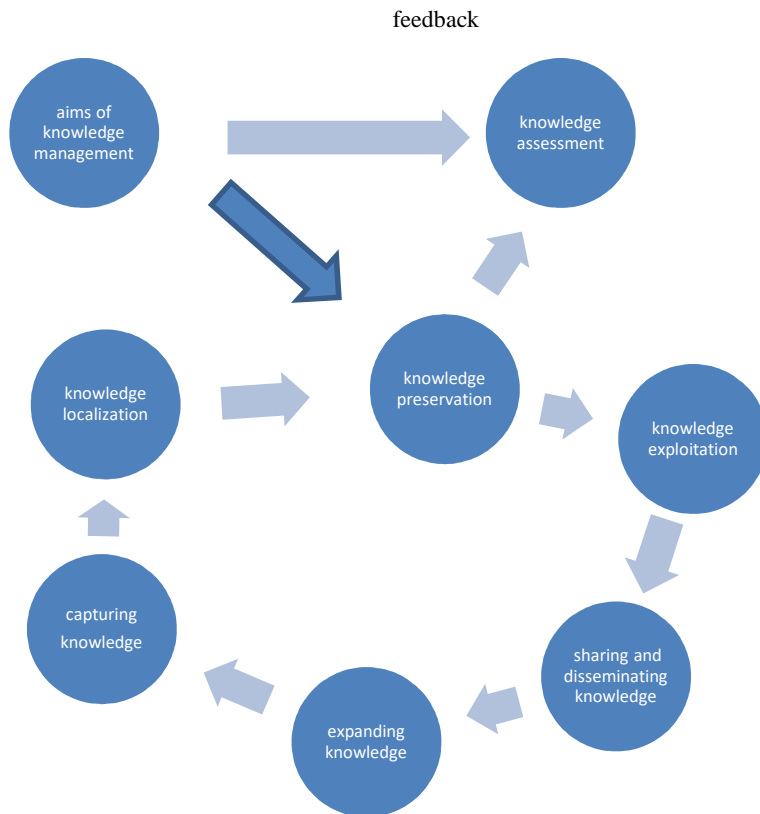 feedback
aims of
knowledge
management
knowledge
assessment
knowledge
localization
knowledge
preservation
knowledge
exploitation
capturing
knowledge
sharing and
disseminating
knowledge
expanding
knowledge